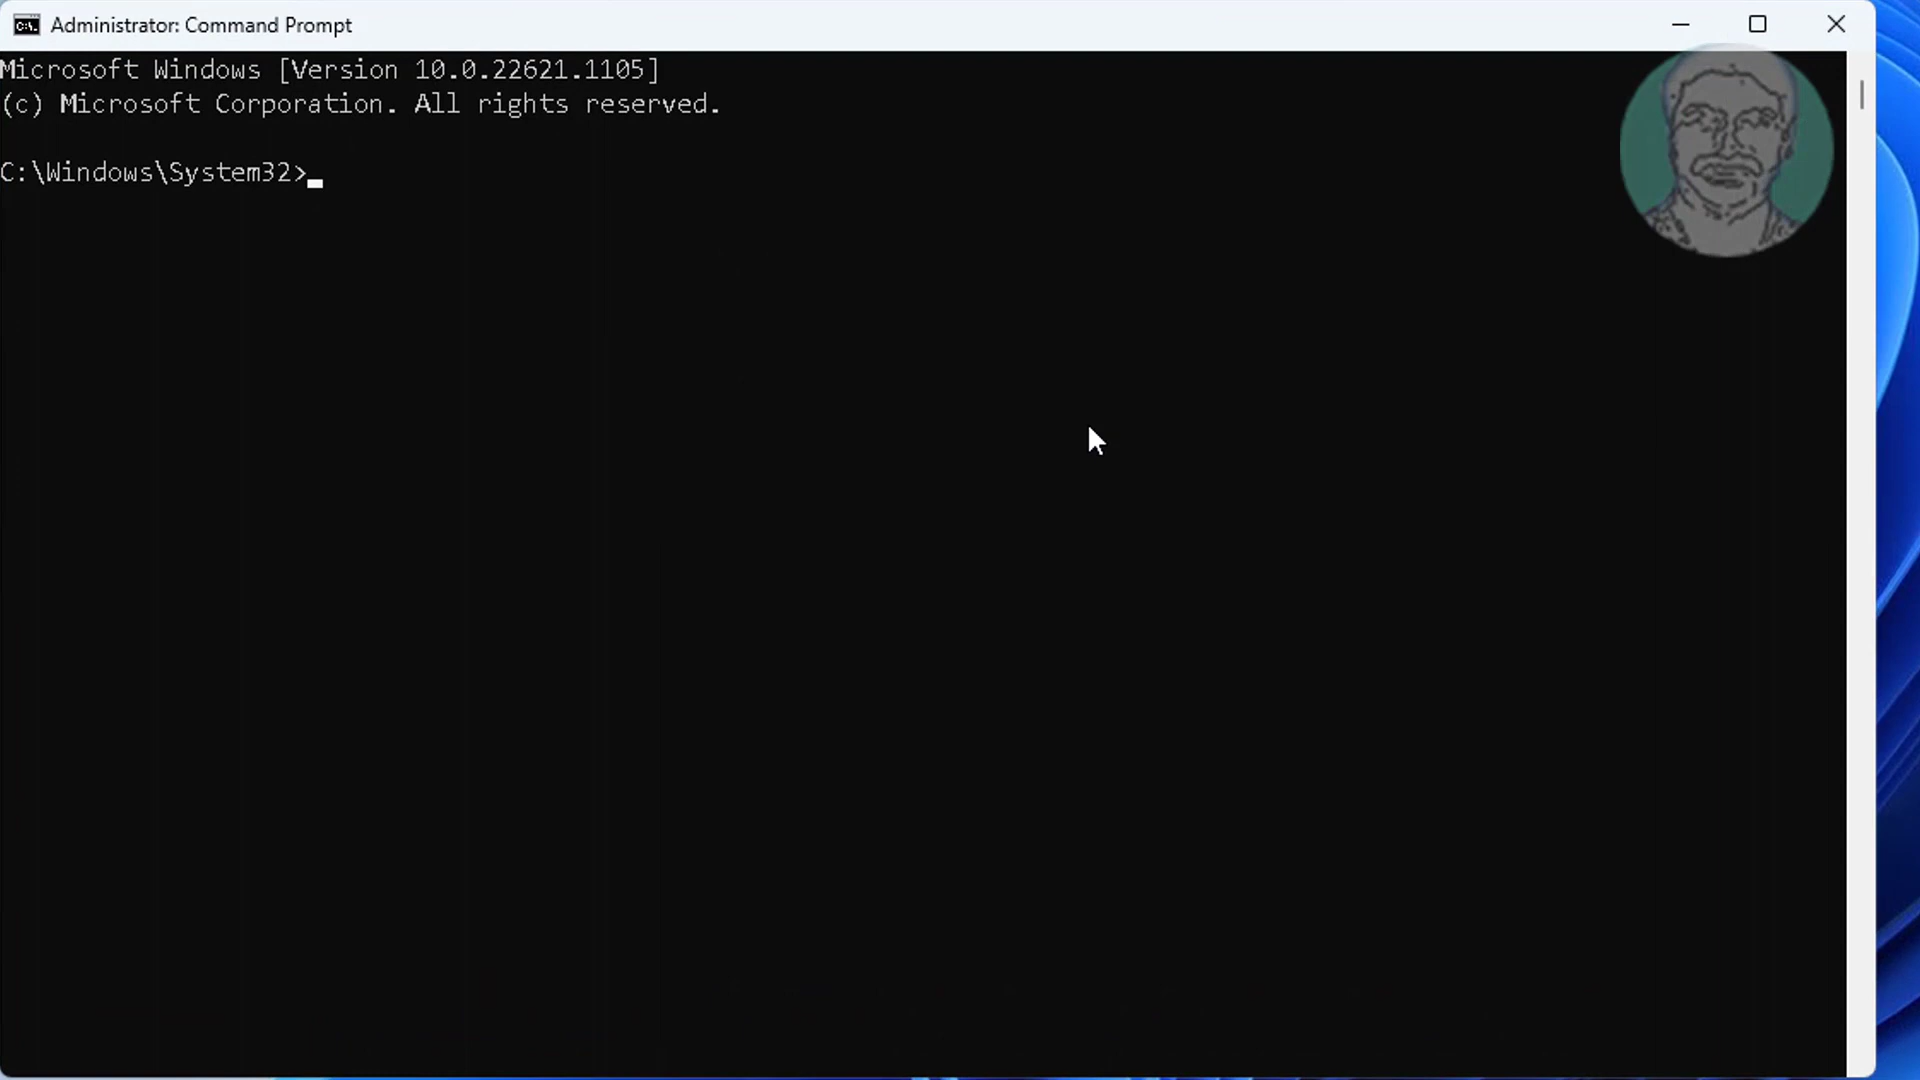 Administrator: Command Prompt
Microsoft Windows [Version 10.0.22621.1105]
(c) Microsoft Corporation. All rights reserved.
C:\Windows\System32>